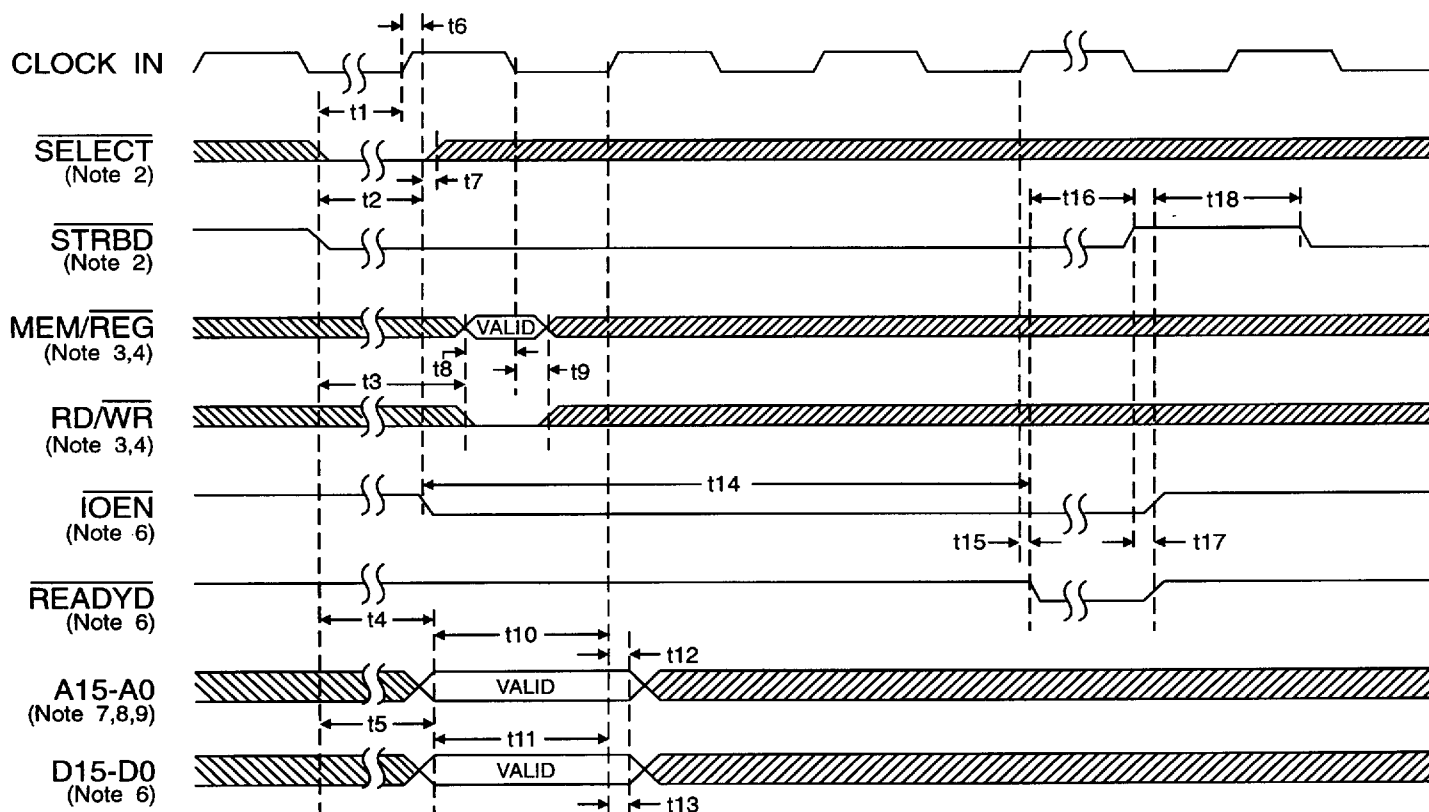 t6
CLOCK IN
t1
SELECT
(Note 2)
t7
t2
t16
t18
STRBD
(Note 2)
MEM/REG
(Note 3,4)
VALID
t8
t9
t3
RD/WR
(Note 3,4)
t14
IOEN
(Note 6)
t15
t17
READYD
(Note 6)
t4
t10
t12
A15-A0
(Note 7,8,9)
VALID
t5
t11
D15-D0
(Note 6)
VALID
t13